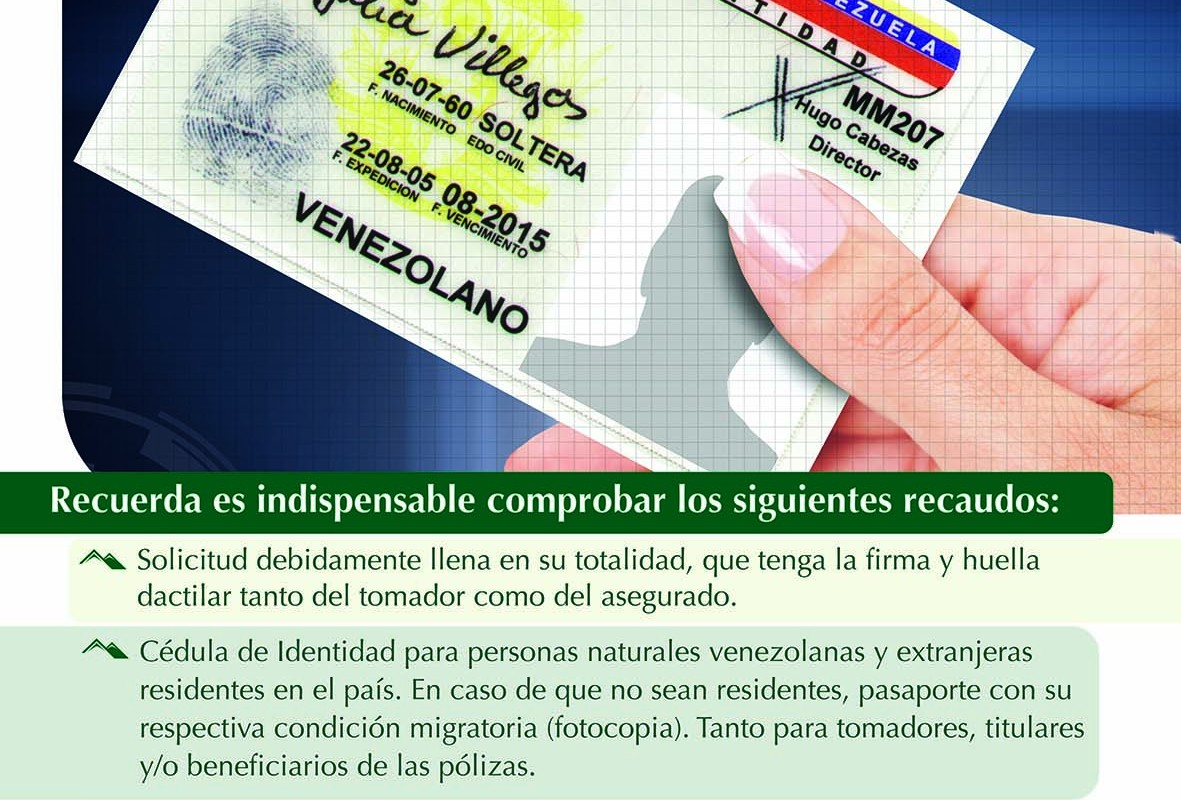 Villegas
EZUELA
TIDAD
MM207
Hugo Cabezas
Director
26-07-60 SOLTERA
F. NACIMIENTO EDO CIVIL
22-08-05 08-2015
F. EXPEDICION F. VENCIMIENTO
VENEZOLANO
Recuerda es indispensable comprobar los siguientes recaudos:
Solicitud debidamente llena en su totalidad, que tenga la firma y huella
dactilar tanto del tomador como del asegurado.
Cédula de Identidad para personas naturales venezolanas y extranjeras
residentes en el país. En caso de que no sean residentes, pasaporte con su
respectiva condición migratoria (fotocopia). Tanto para tomadores, titulares
y/o beneficiarios de las pólizas.